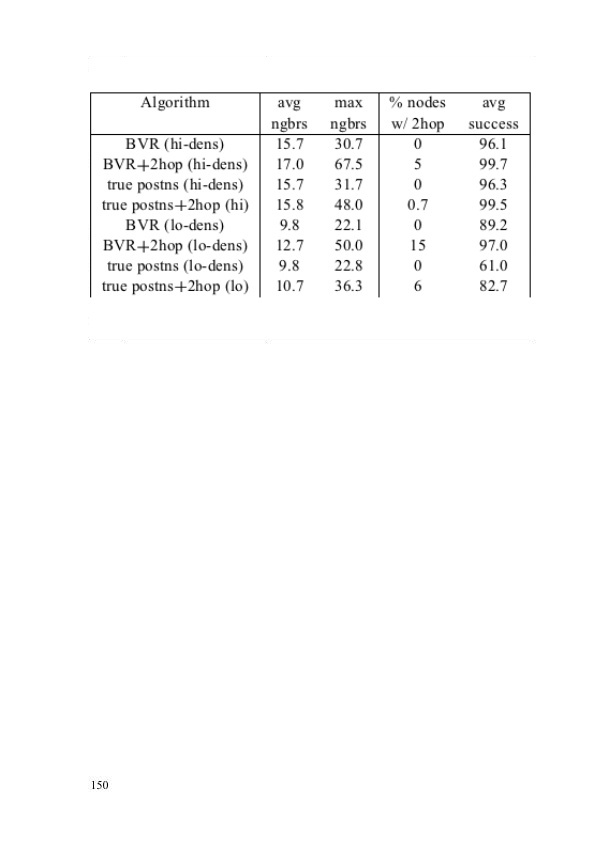 Algorithm avg max % nodes avg
ngbrs ngbrs w/ 2hop success
BVR (hi-dens) 15.7 30.7 0 96.1
BVR+2hop (hi-dens) 17.0 67.5 5 99.7
true postns (hi-dens) 15.7 31.7 0 96.3
true postns+2hop (hi) 15.8 48.0 0.7 99.5
BVR (lo-dens) 9.8 22.1 0 89.2
BVR+2hop (lo-dens) 12.7 50.0 15 97.0
true postns (lo-dens) 9.8 22.8 0 61.0
true postns+2hop (lo) 10.7 36.3 6 82.7
150